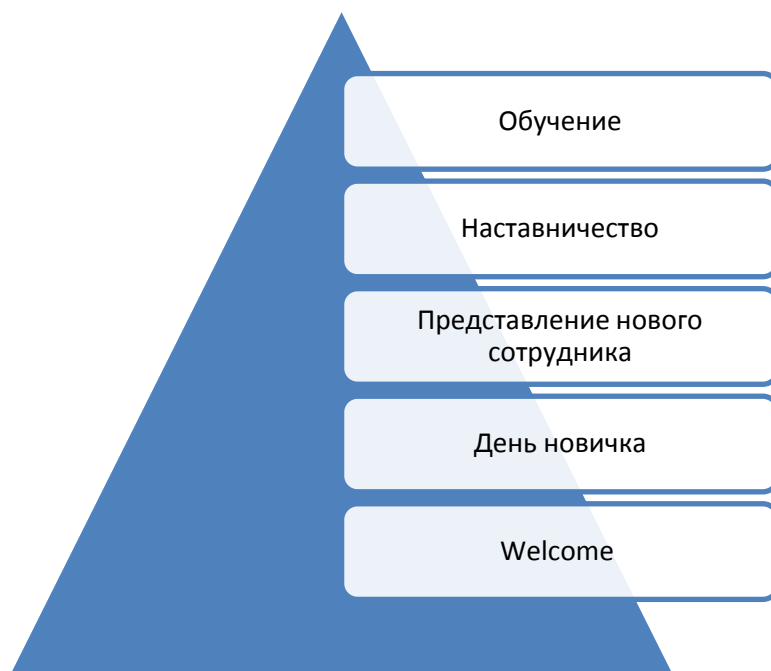 Обучение
Наставничество
Представление нового
сотрудника
День новичка
Welcome